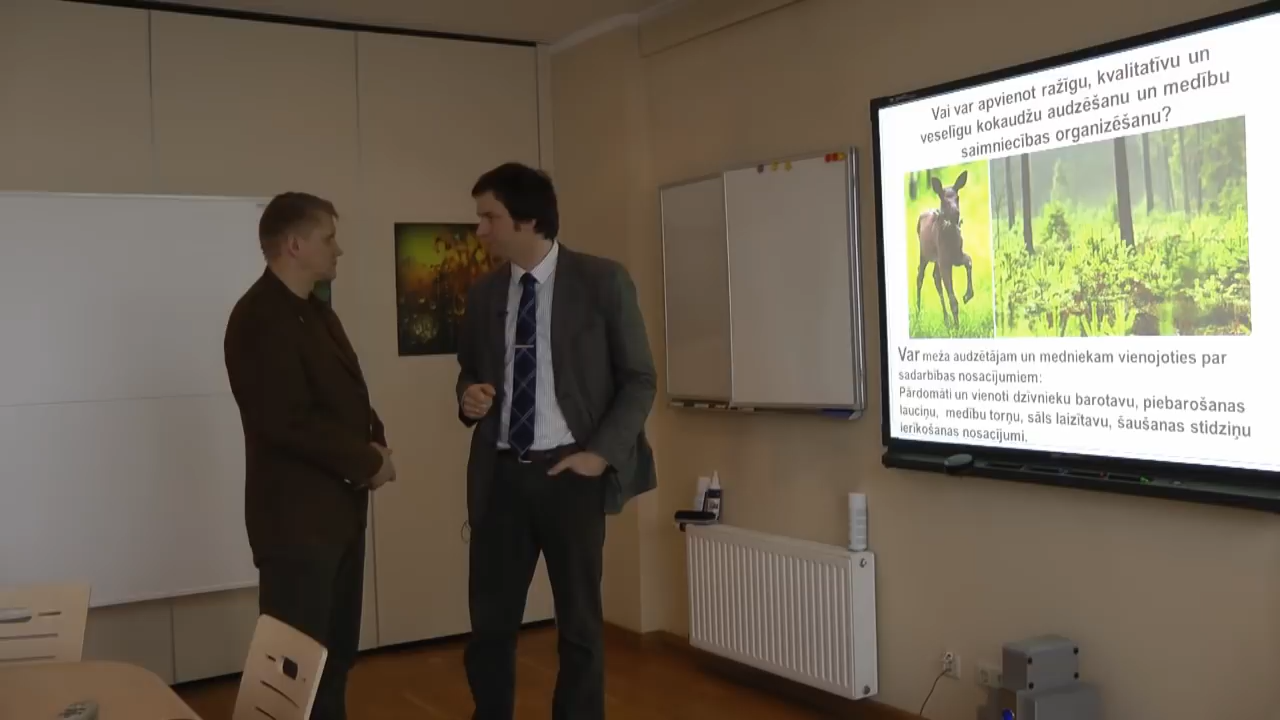 Vai var apvienot ražīgu, kvalitatīvu un
veselīgu kokaudžu audzēšanu un medību
saimniecības organizēšanu?
Var meža audzētājam un medniekam vienojoties par
sadarbības nosacījumiem:
Pārdomāti un vienoti dzīvnieku barotavu, piebarošanas
lauciņu, medību torņu, sāls laizītavu, šaušanas stīdziņu
ierīkošanas nosacījumi.